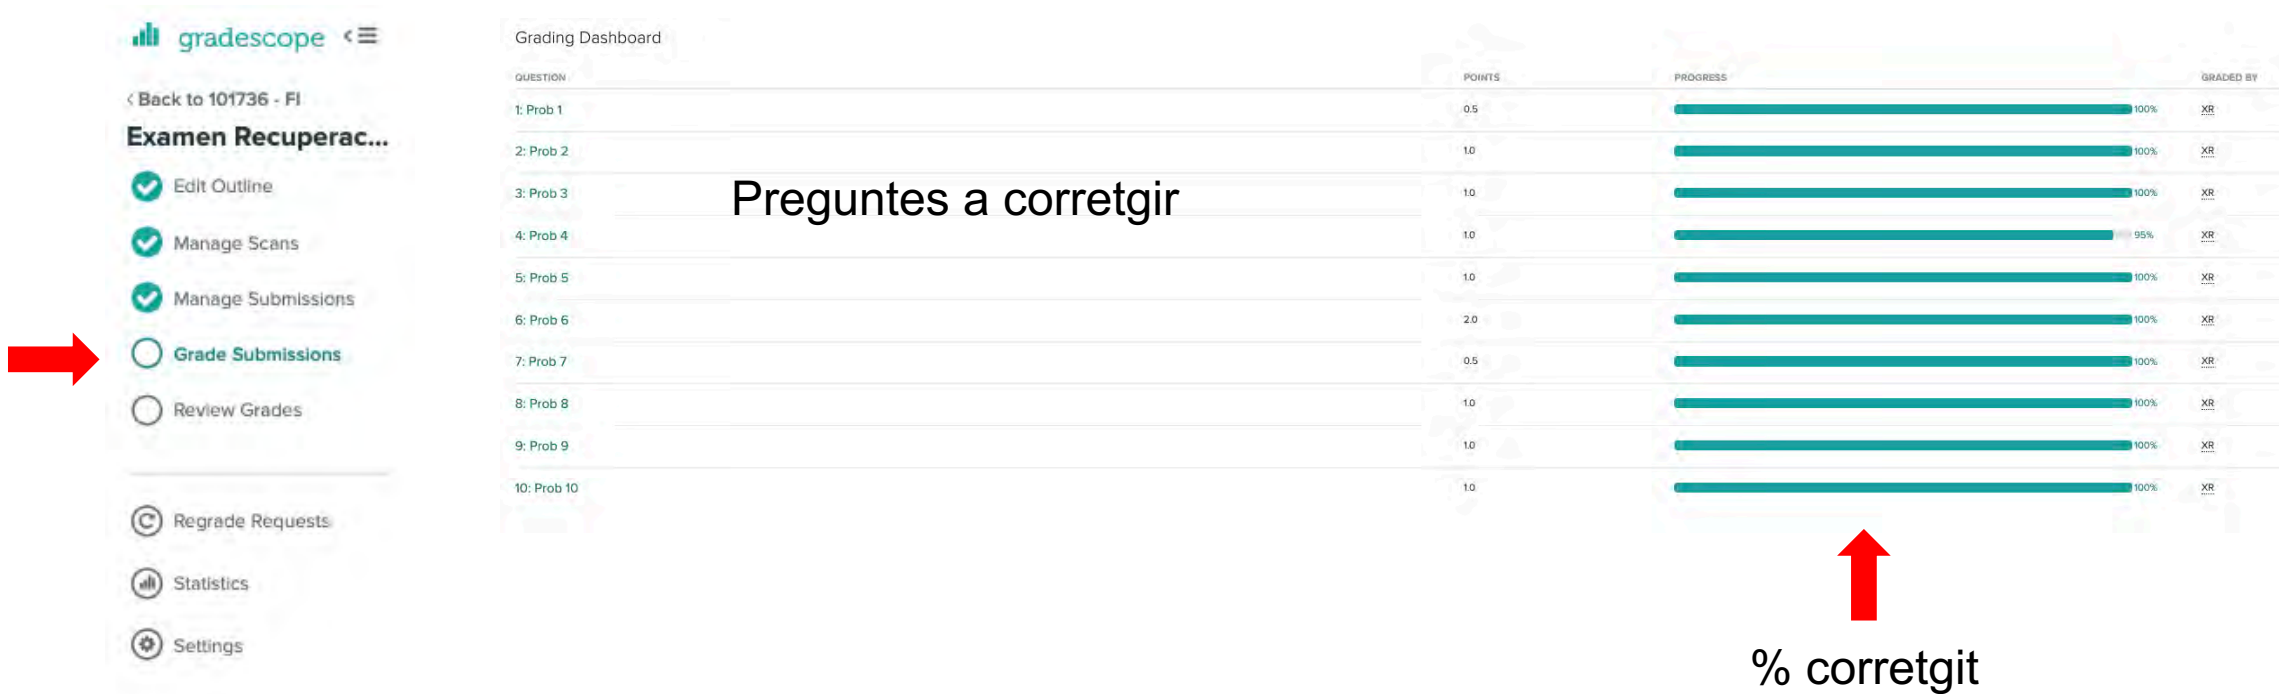 gradescope
< Back to 101736 - FI
Examen Recuperac...
Edit Outline
Manage Scans
Manage Submissions
Grade Submissions
Review Grades
Regrade Requests
Statistics
Settings
Grading Dashboard
QUESTION POINTS PROGRESS GRADED BY
1: Prob 1 0.5 100% XR
2: Prob 2 1.0 100% XR
Preguntes a corretgir
3: Prob 3 1.0 100% XR
4: Prob 4 1.0 95% XR
5: Prob 5 1.0 100% XR
6: Prob 6 2.0 100% XR
7: Prob 7 0.5 100% XR
8: Prob 8 1.0 100% XR
9: Prob 9 1.0 100% XR
10: Prob 10 1.0 100% XR
% corretgit